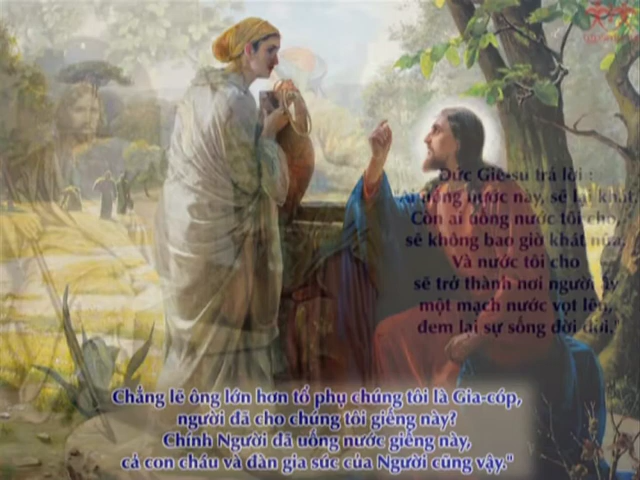 Đức Giê-su trả lời :
uống nước này, sẽ lại khát.
Còn ai uống nước tôi cho,
sẽ không bao giờ khát nữa.
Và nước tôi cho
sẽ trở thành nơi người ấy
một mạch nước vọt lên,
đem lại sự sống đời đời."
Chẳng lẽ ông lớn hơn tổ phụ chúng tôi là Gia-cóp,
người đã cho chúng tôi giếng này?
Chính Người đã uống nước giếng này,
cả con cháu và đàn gia súc của Người cũng vậy."